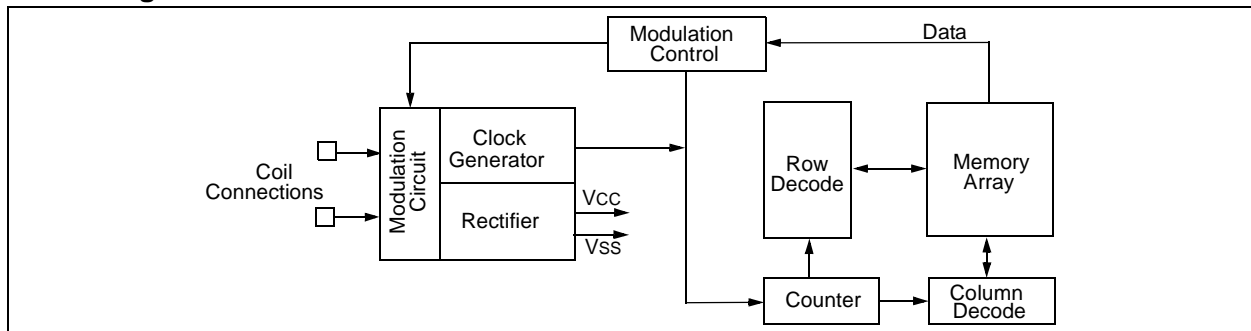 Modulation
Control
Data
Modulation
Circuit
Clock
Generator
Rectifier
Coil
Connections
VCC
VSS
Row
Decode
Memory
Array
Counter
Column
Decode